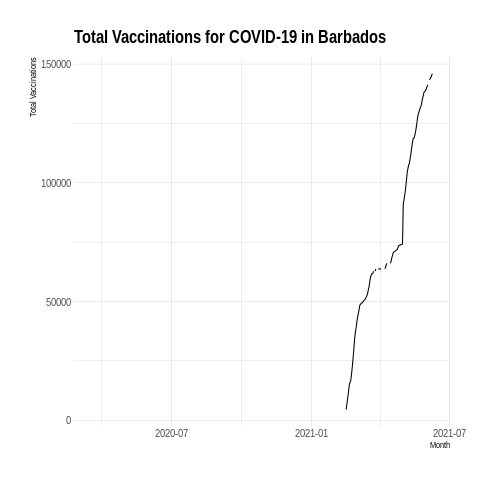 Total Vaccinations for COVID-19 in Barbados
Total Vaccinations
150000
100000
50000
0
2020-07
2021-01
2021-07
Month